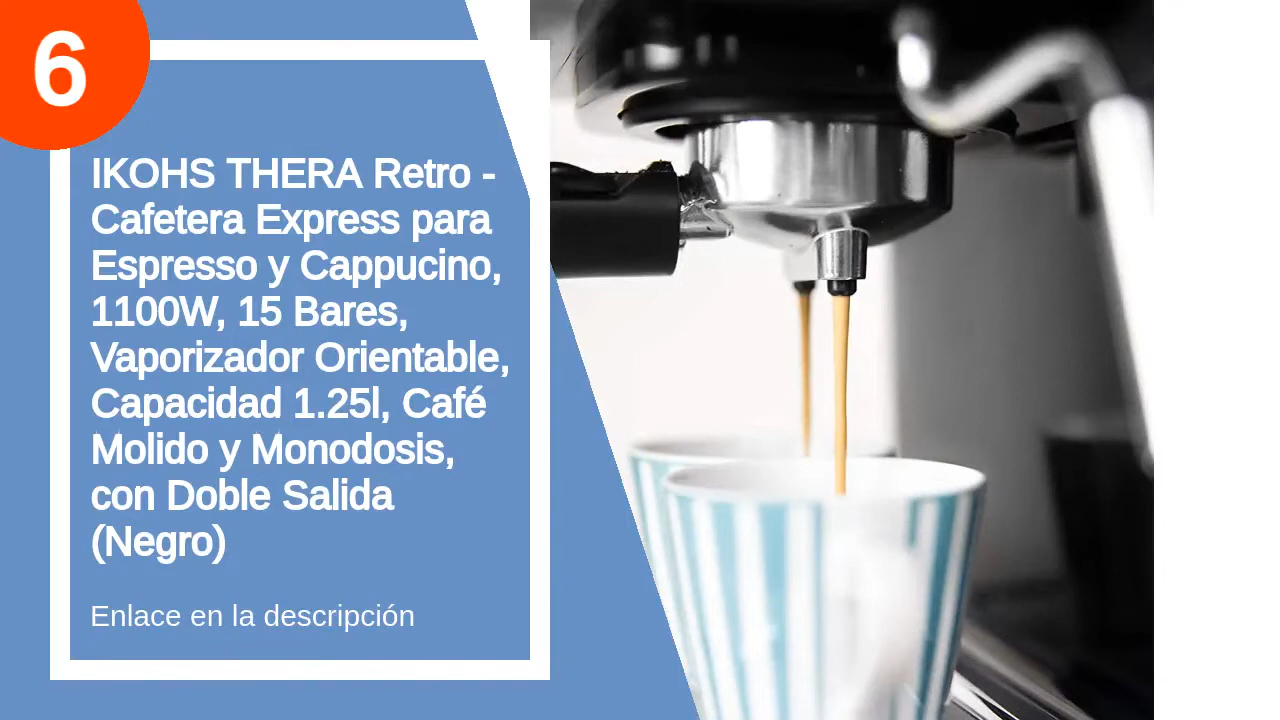 6
IKOHS THERA Retro -
Cafetera Express para
Espresso y Cappucino,
1100W, 15 Bares,
Vaporizador Orientable,
Capacidad 1.25l, Café
Molido y Monodosis,
con Doble Salida
(Negro)
Enlace en la descripción